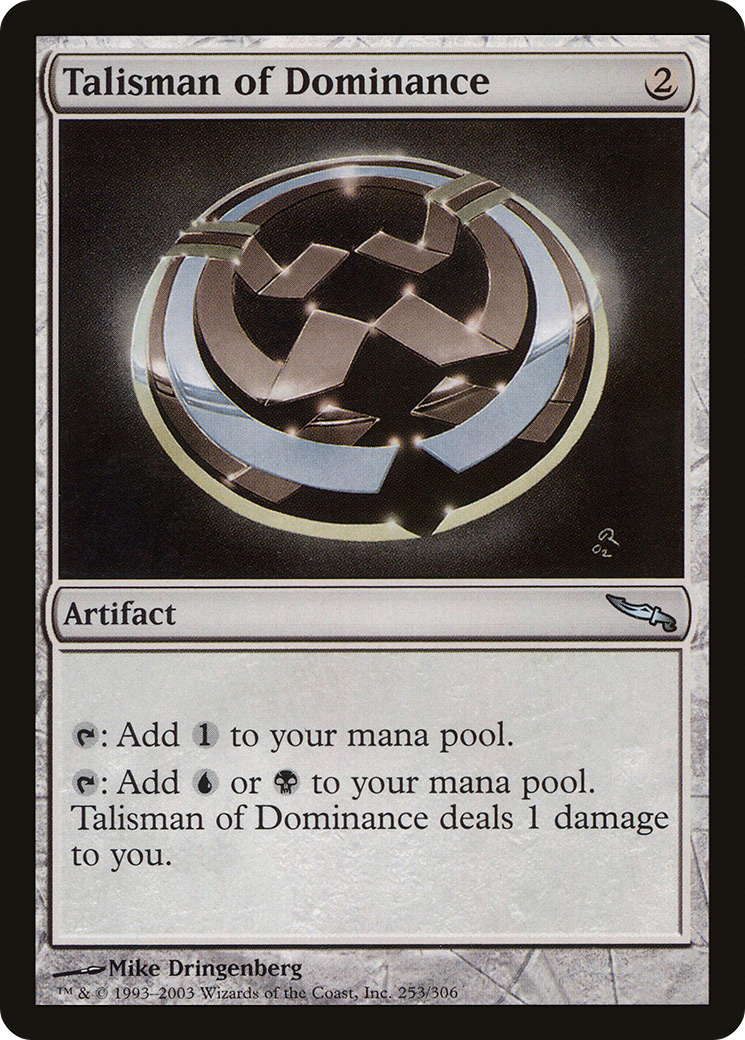 Talisman of Dominance 2
02
Artifact
: Add 1 to your mana pool.
: Add or to your mana pool.
Talisman of Dominance deals 1 damage
to you.
Mike Dringenberg
™ & © 1993–2003 Wizards of the Coast, Inc. 253/306